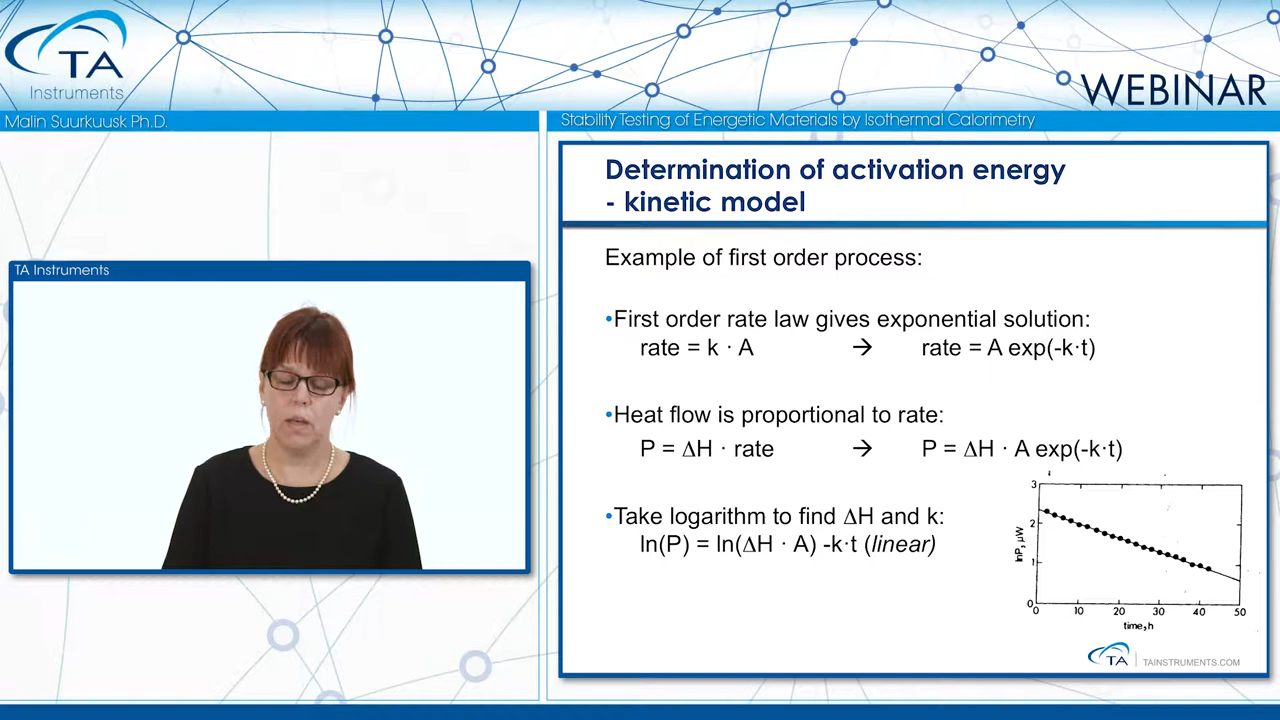 TA
Instruments
WEBINAR
Malin Suurkuusk Ph.D.
Stability Testing of Energetic Materials by Isothermal Calorimetry
TA Instruments
Determination of activation energy
- kinetic model
Example of first order process:
•First order rate law gives exponential solution:
rate = k · A → rate = A exp(-k·t)
•Heat flow is proportional to rate:
P = ΔH · rate → P = ΔH · A exp(-k·t)
•Take logarithm to find ΔH and k:
ln(P) = ln(ΔH · A) -k·t (linear)
3
2
1
0
lnP, µW
0 10 20 30 40 50
time, h
TA | TAINSTRUMENTS.COM